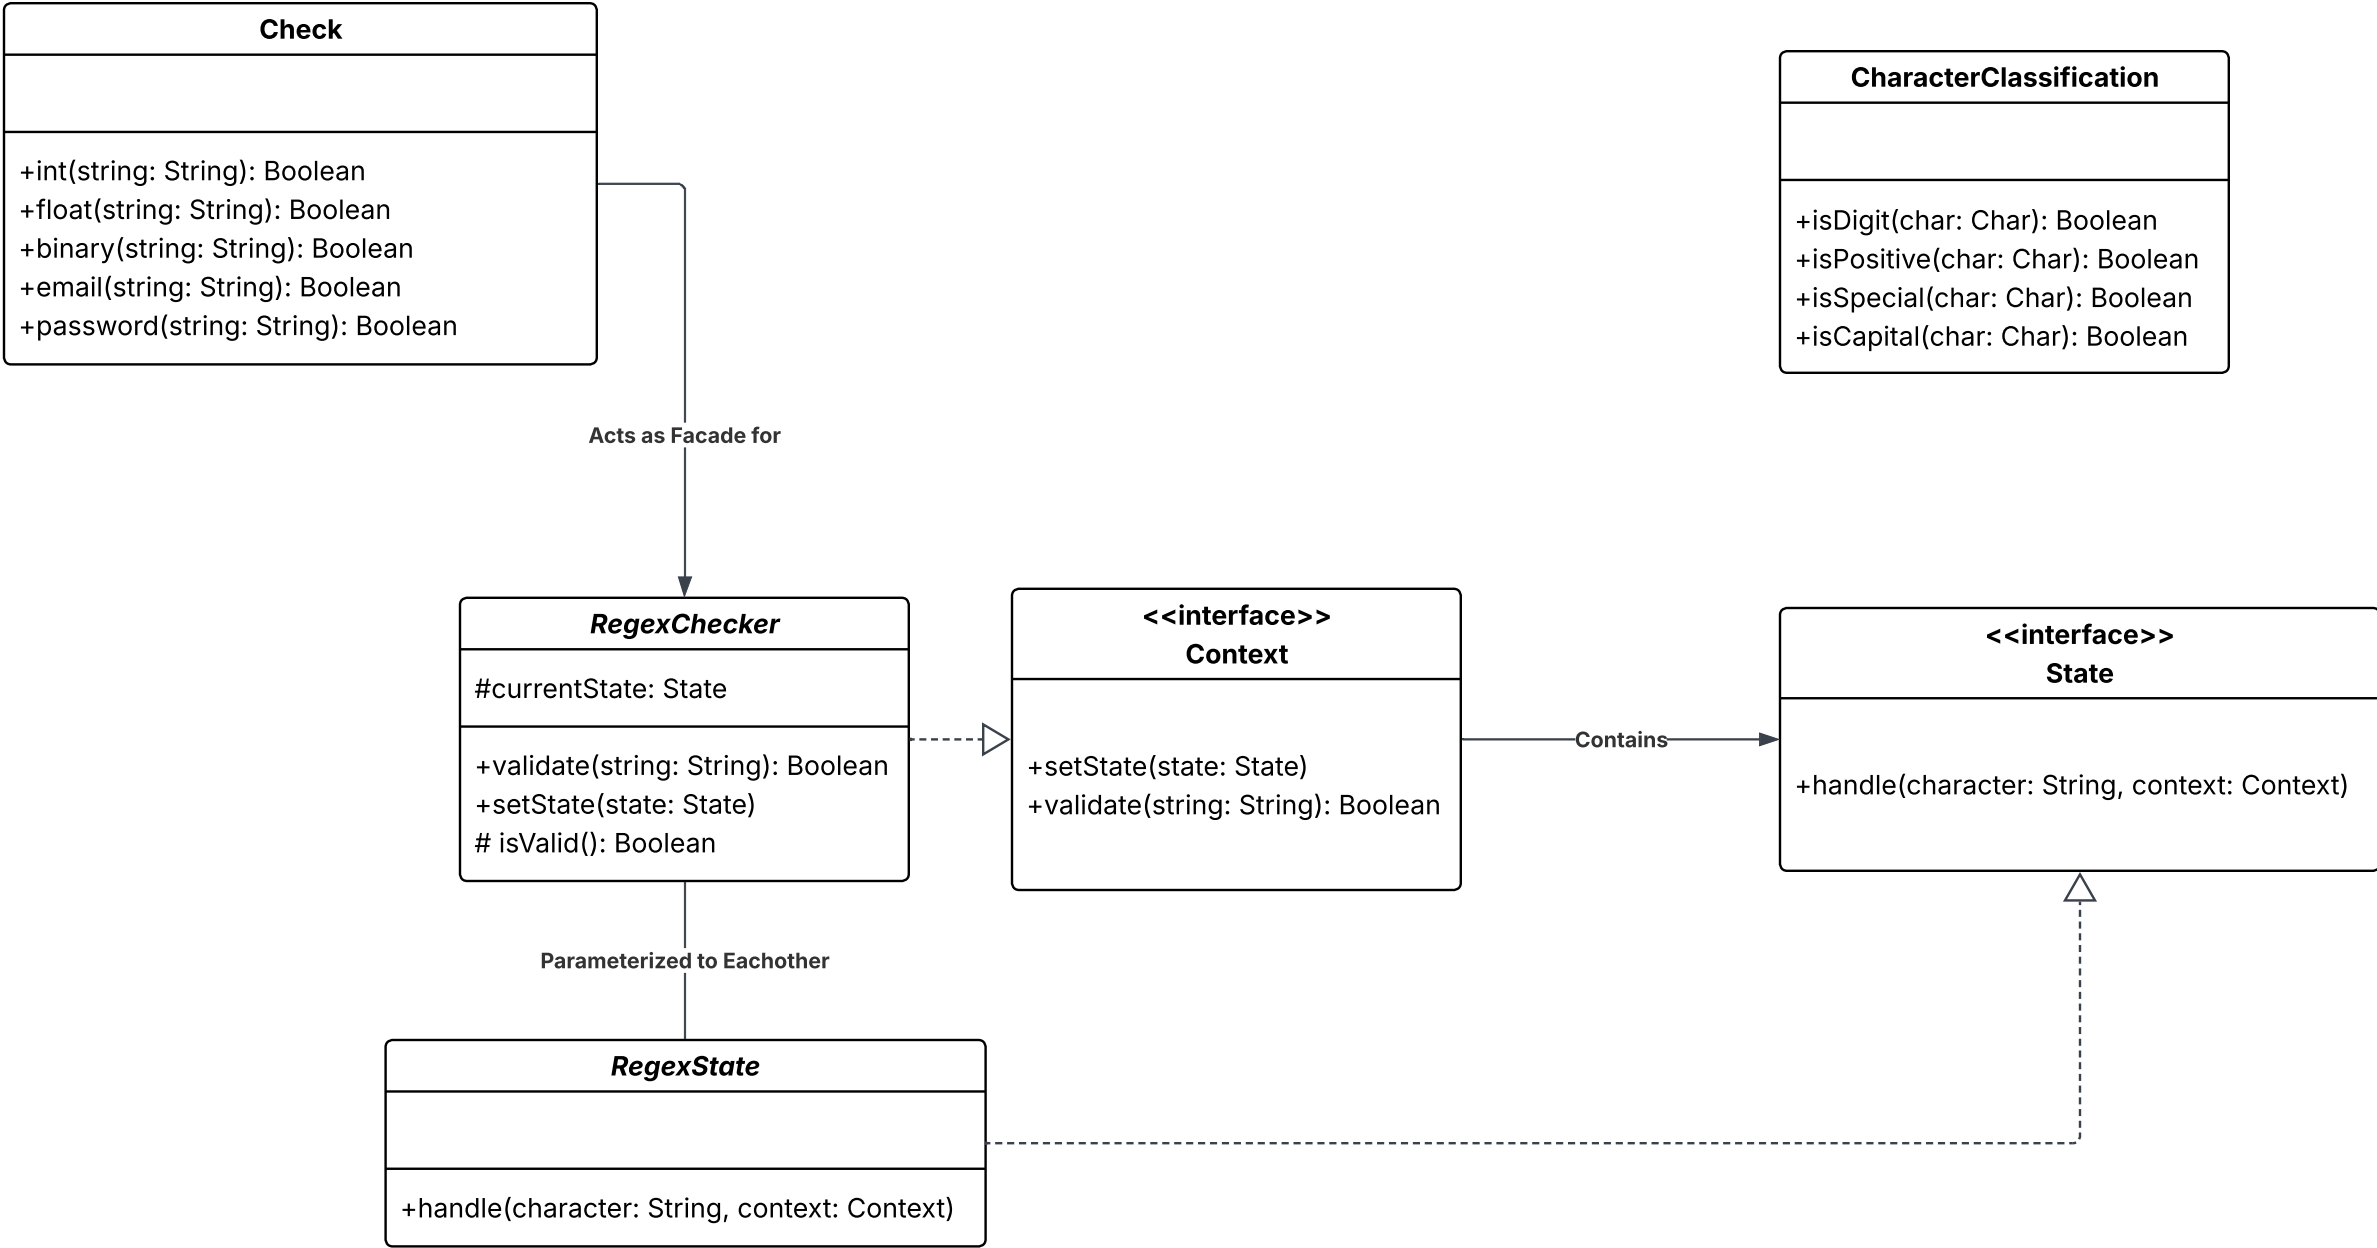 Check
+int(string: String): Boolean
+float(string: String): Boolean
+binary(string: String): Boolean
+email(string: String): Boolean
+password(string: String): Boolean
CharacterClassification
+isDigit(char: Char): Boolean
+isPositive(char: Char): Boolean
+isSpecial(char: Char): Boolean
+isCapital(char: Char): Boolean
Acts as Facade for
RegexChecker
#currentState: State
+validate(string: String): Boolean
+setState(state: State)
# isValid(): Boolean
<<interface>>
Context
+setState(state: State)
+validate(string: String): Boolean
Contains
<<interface>>
State
+handle(character: String, context: Context)
Parameterized to Eachother
RegexState
+handle(character: String, context: Context)